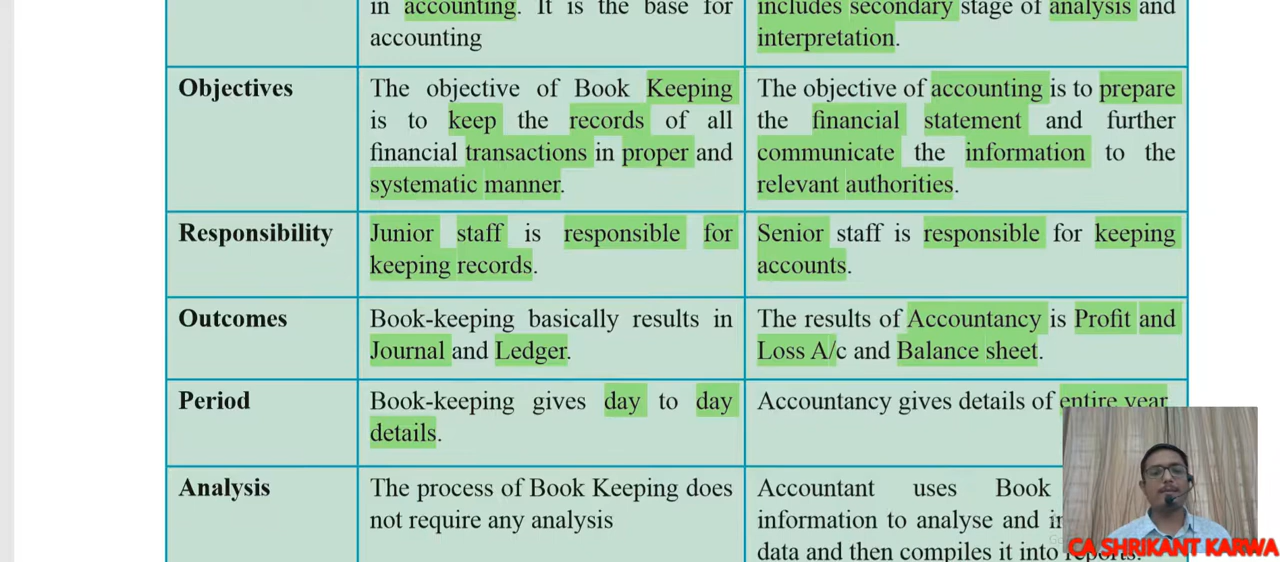 in accounting. It is the base for
accounting
includes secondary stage of analysis and
interpretation.
Objectives
The objective of Book Keeping
is to keep the records of all
financial transactions in proper and
systematic manner.
The objective of accounting is to prepare
the financial statement and further
communicate the information to the
relevant authorities.
Responsibility
Junior staff is responsible for
keeping records.
Senior staff is responsible for keeping
accounts.
Outcomes
Book-keeping basically results in
Journal and Ledger.
The results of Accountancy is Profit and
Loss A/c and Balance sheet.
Period
Book-keeping gives day to day
details.
Accountancy gives details of entire year
Analysis
The process of Book Keeping does
not require any analysis
Accountant uses Book
information to analyse and
data and then compiles it into reports.
CA SHRIKANT KARWA